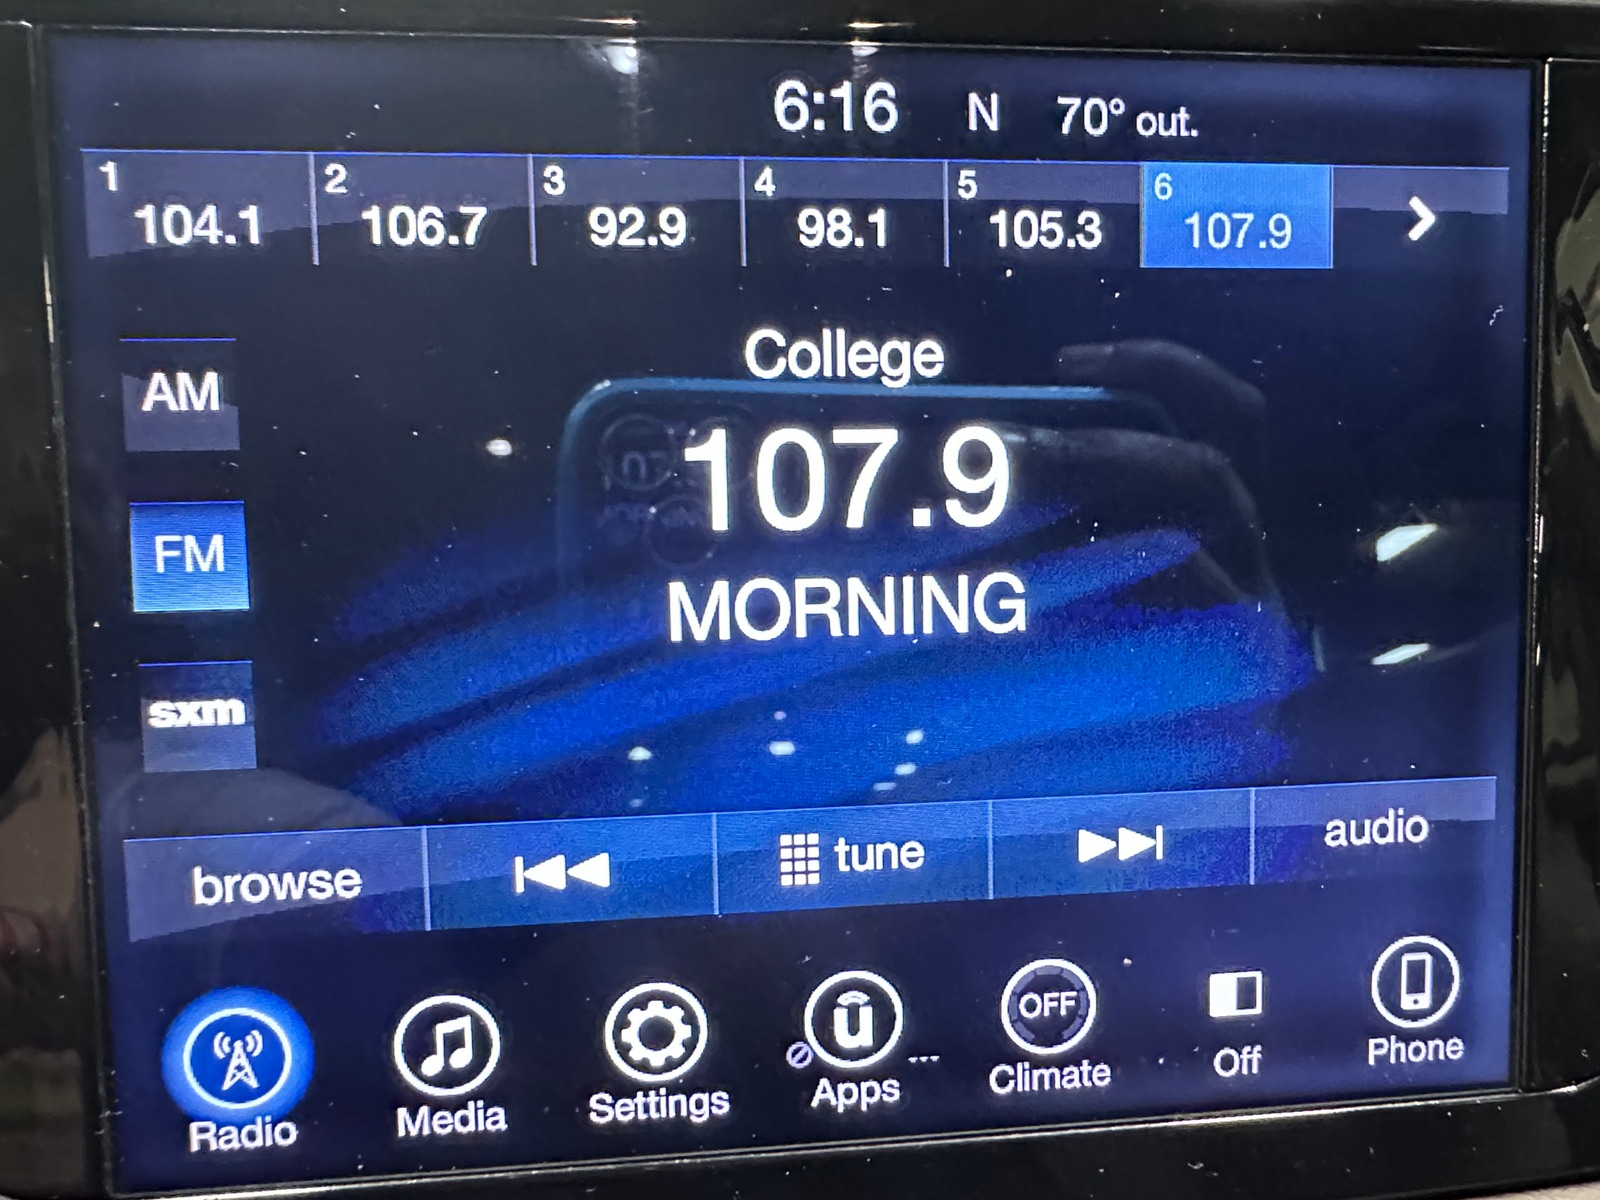 6:16 N 70° out.
1 2 3 4 5 6
104.1 106.7 92.9 98.1 105.3 107.9
College
AM
107.9
FM
MORNING
sxm
browse tune audio
OFF
Radio Media Settings Apps Climate Off Phone